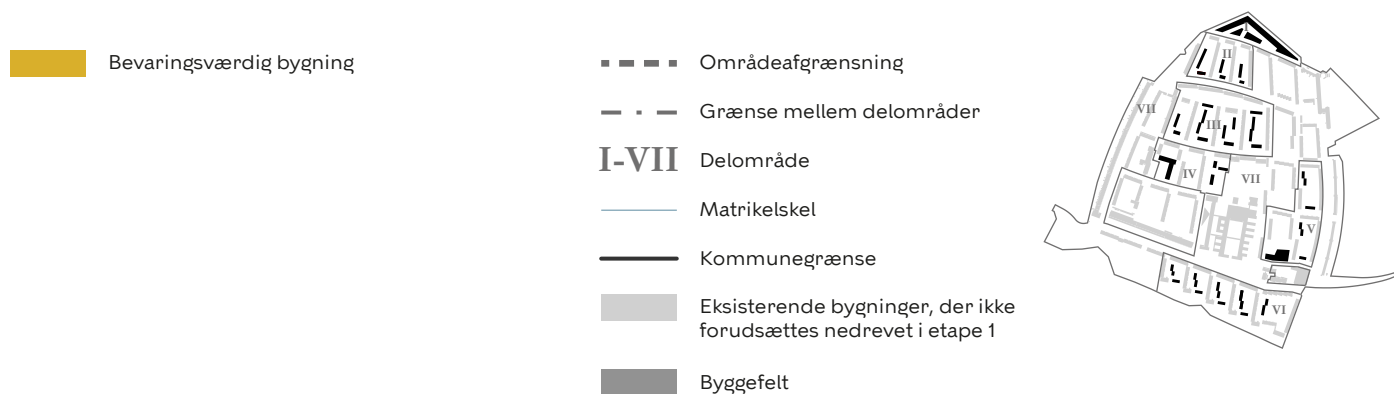 Bevaringsværdig bygning
Områdeafgrænsning
Grænse mellem delområder
I-VII
Delområde
Matrikelskel
Kommunegrænse
Eksisterende bygninger, der ikke
forudsættes nedrevet i etape 1
Byggefelt
II
VII
III
IV
VII
V
VI